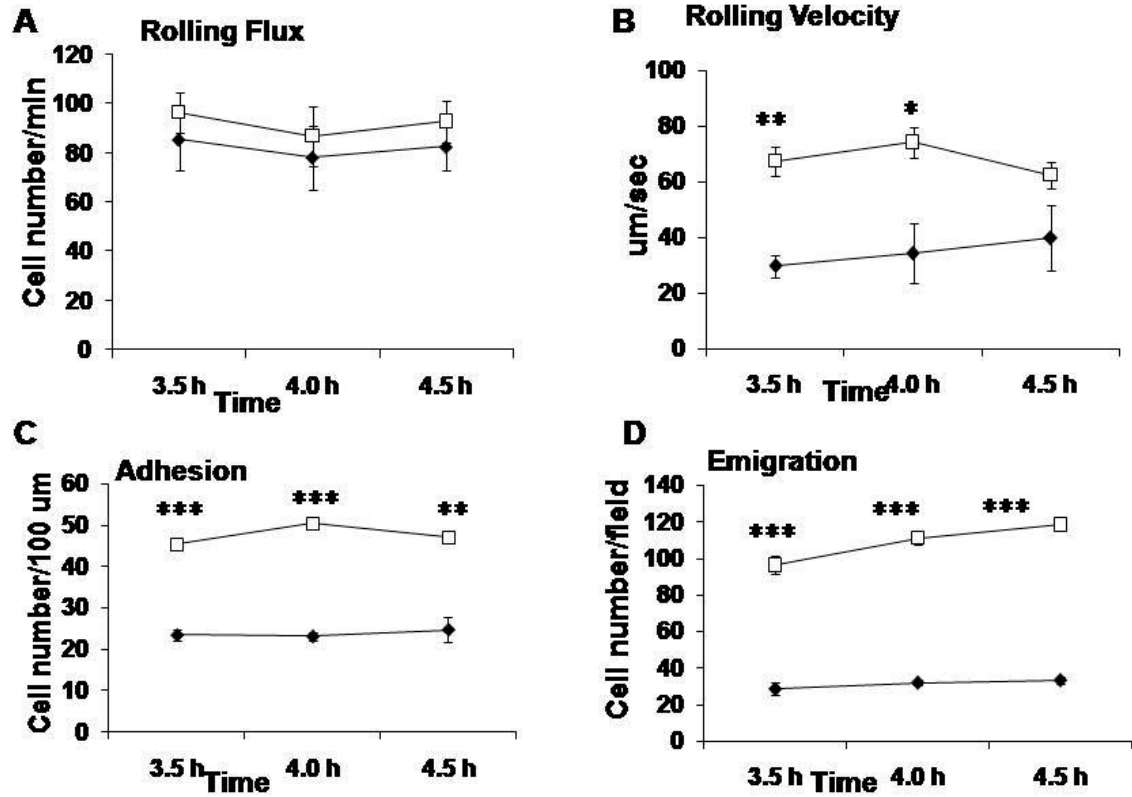 A
Rolling Flux
Cell number/min
120
100
80
60
40
20
0
3.5 h
4.0 h
4.5 h
Time
B
Rolling Velocity
um/sec
100
80
60
40
20
0
**
*
3.5 h
4.0 h
4.5 h
Time
C
Adhesion
Cell number/100 um
60
50
40
30
20
10
0
***
***
**
3.5 h
4.0 h
4.5 h
Time
D
Emigration
Cell number/field
140
120
100
80
60
40
20
0
***
***
***
3.5 h
4.0 h
4.5 h
Time